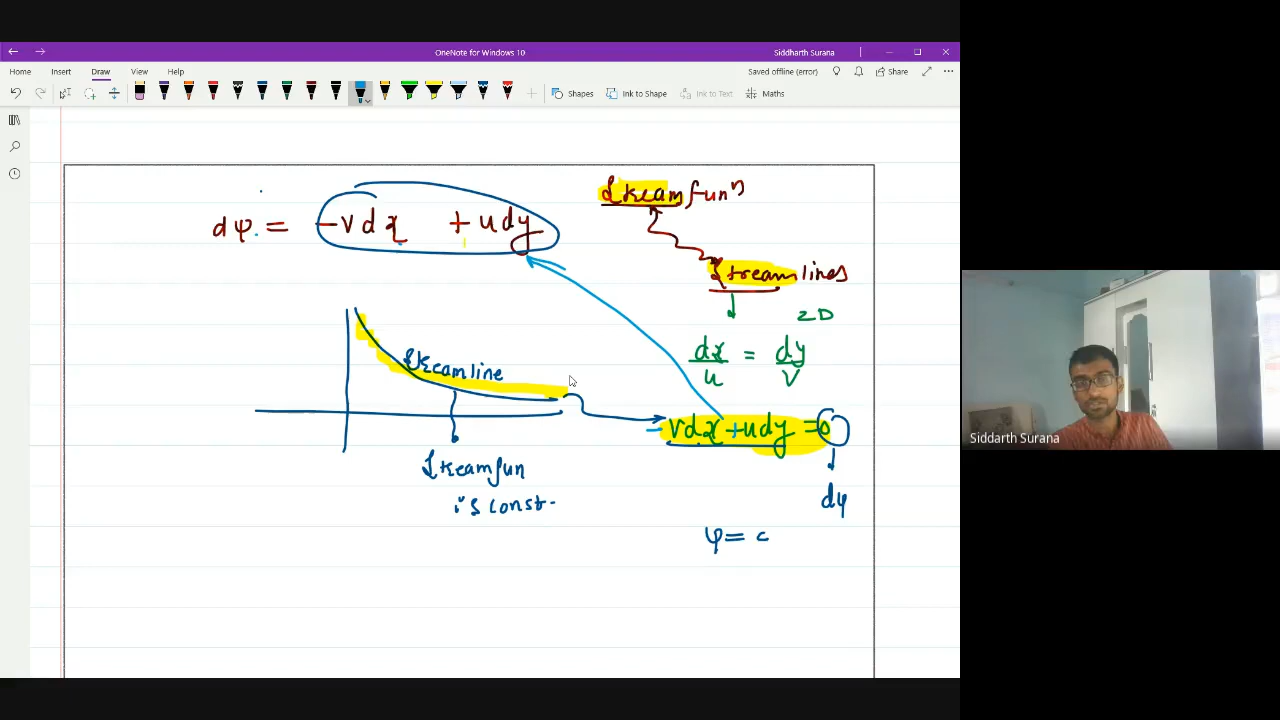 OneNote for Windows 10
Siddharth Surana
Home Insert Draw View Help
Saved offline (error)
Share
Shapes
Ink to Shape
Ink to Text
Maths
dψ = -vdx + udy
Streamfunⁿ
Streamlines
2D
dx/u = dy/v
Streamline
-vdx+udy = 0
dψ
Streamfun
is const.
ψ = c
Siddarth Surana